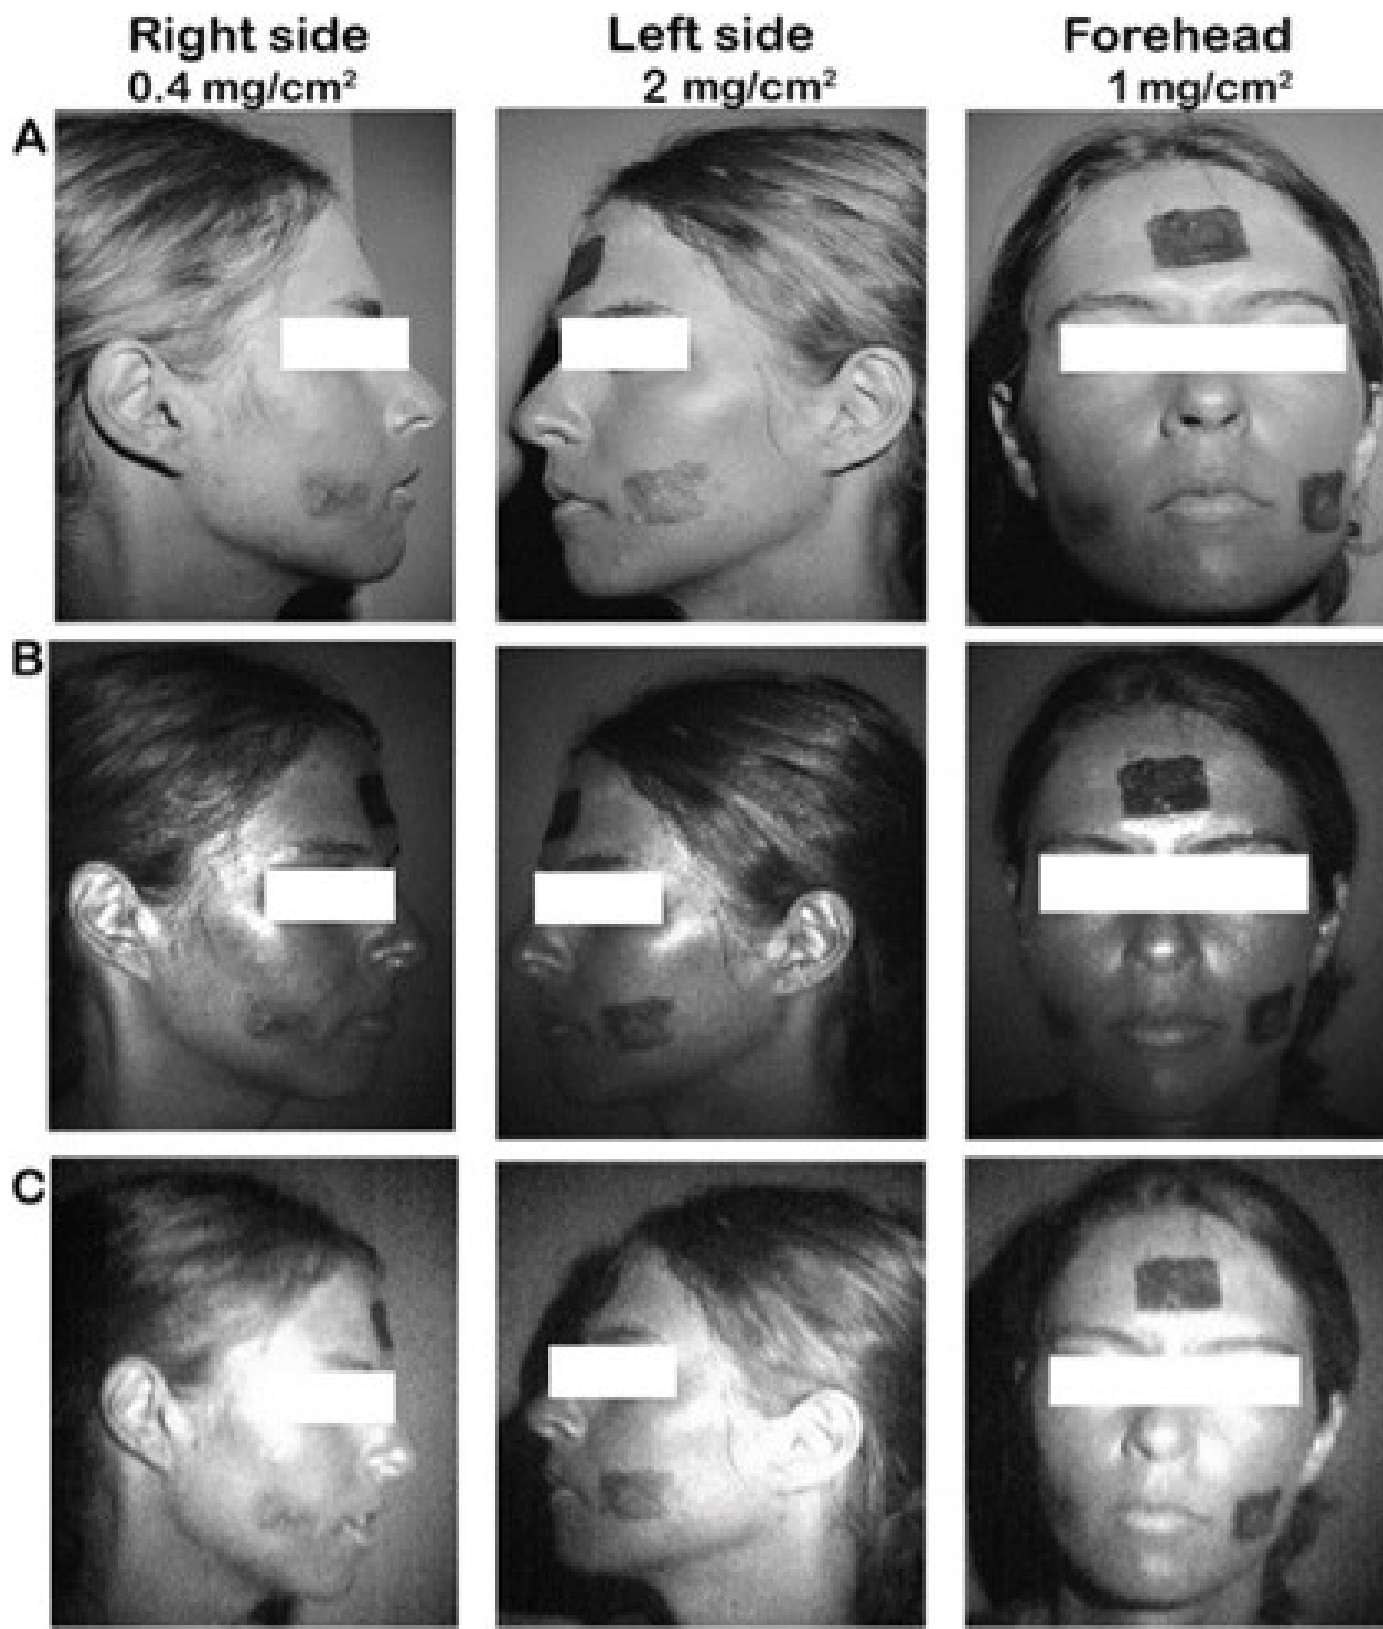 Right side
0.4 mg/cm²
Left side
2 mg/cm²
Forehead
1 mg/cm²
A
B
C